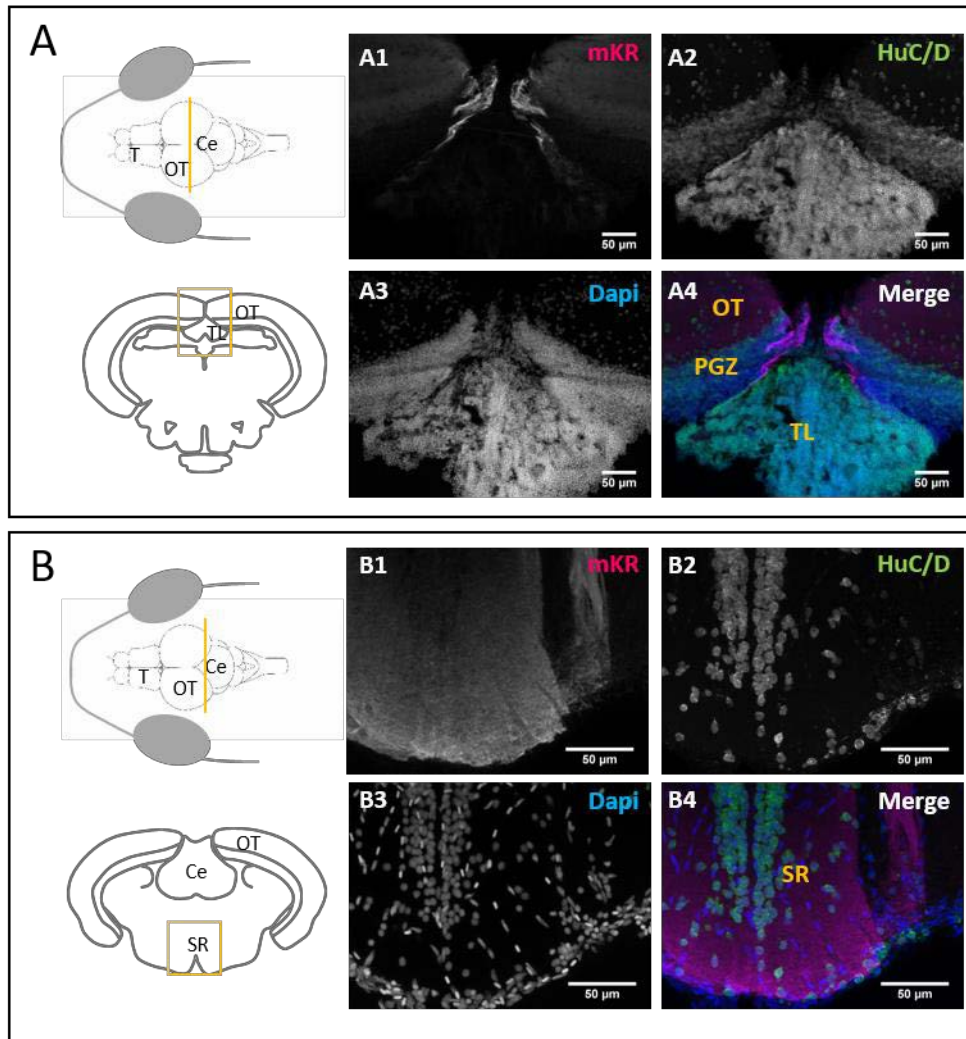 A
T
OT
Ce
OT
TL
A1 mKR
50 µm
A2 HuC/D
50 µm
A3 Dapi
50 µm
A4 Merge
OT
PGZ
TL
50 µm
B
T
OT
Ce
OT
Ce
SR
B1 mKR
50 µm
B2 HuC/D
50 µm
B3 Dapi
50 µm
B4 Merge
SR
50 µm